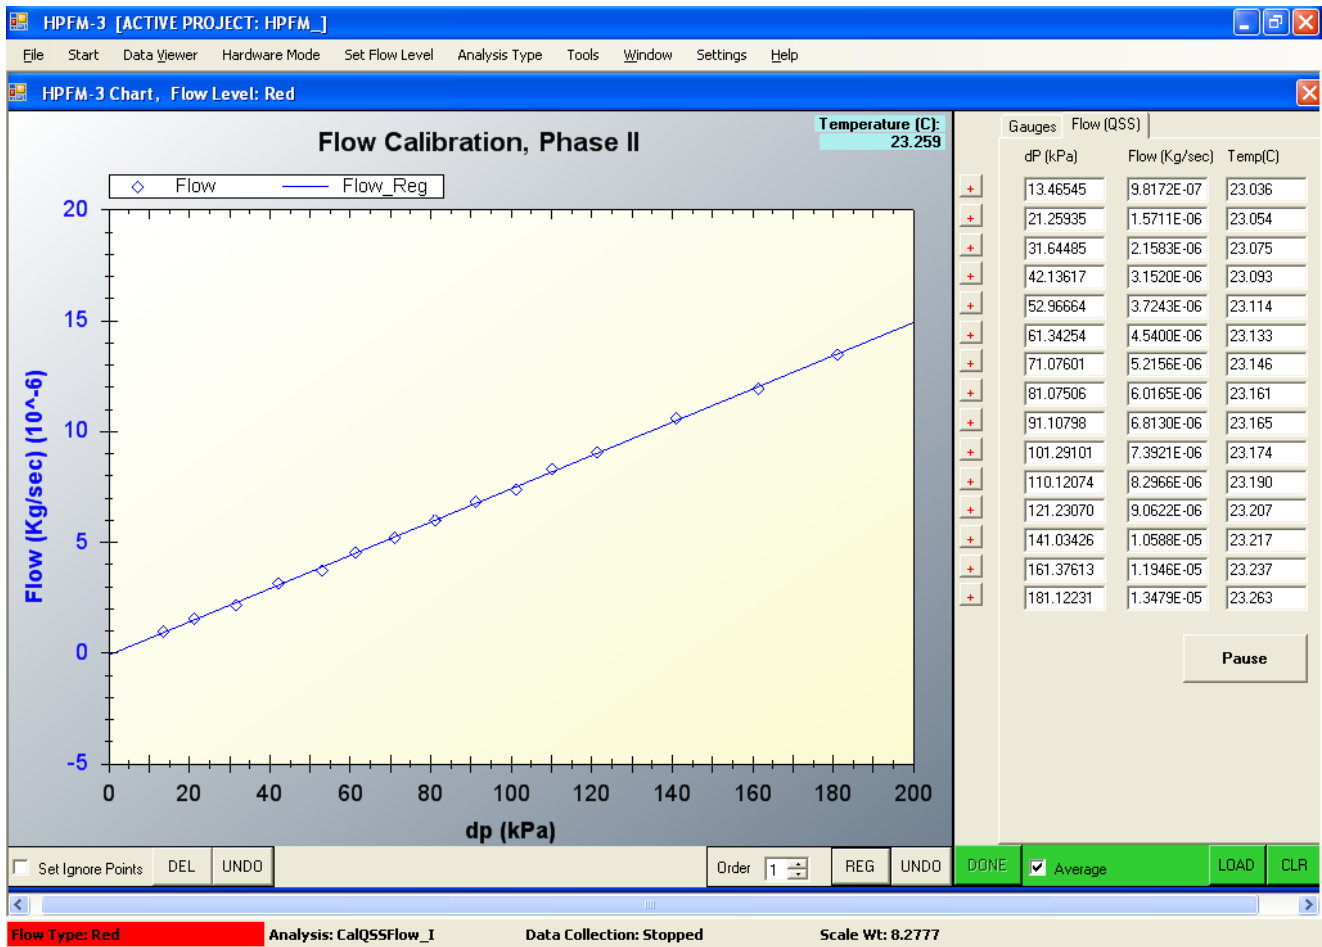 HPFM-3 [ACTIVE PROJECT: HPFM_]
File Start Data Viewer Hardware Mode Set Flow Level Analysis Type Tools Window Settings Help
HPFM-3 Chart, Flow Level: Red
Flow Calibration, Phase II
Temperature (C):
23.259
Flow Flow_Reg
20
15
10
5
0
-5
Flow (Kg/sec) (10^-6)
0 20 40 60 80 100 120 140 160 180 200
dp (kPa)
Gauges Flow (QSS)
dP (kPa) Flow (Kg/sec) Temp(C)
+ 13.46545 9.8172E-07 23.036
+ 21.25935 1.5711E-06 23.054
+ 31.64485 2.1583E-06 23.075
+ 42.13617 3.1520E-06 23.093
+ 52.96664 3.7243E-06 23.114
+ 61.34254 4.5400E-06 23.133
+ 71.07601 5.2156E-06 23.146
+ 81.07506 6.0165E-06 23.161
+ 91.10798 6.8130E-06 23.165
+ 101.29101 7.3921E-06 23.174
+ 110.12074 8.2966E-06 23.190
+ 121.23070 9.0622E-06 23.207
+ 141.03426 1.0588E-05 23.217
+ 161.37613 1.1946E-05 23.237
+ 181.12231 1.3479E-05 23.263
Pause
Set Ignore Points DEL UNDO Order 1 REG UNDO DONE Average LOAD CLR
Flow Type: Red Analysis: CalQSSFlow_I Data Collection: Stopped Scale Wt: 8.2777